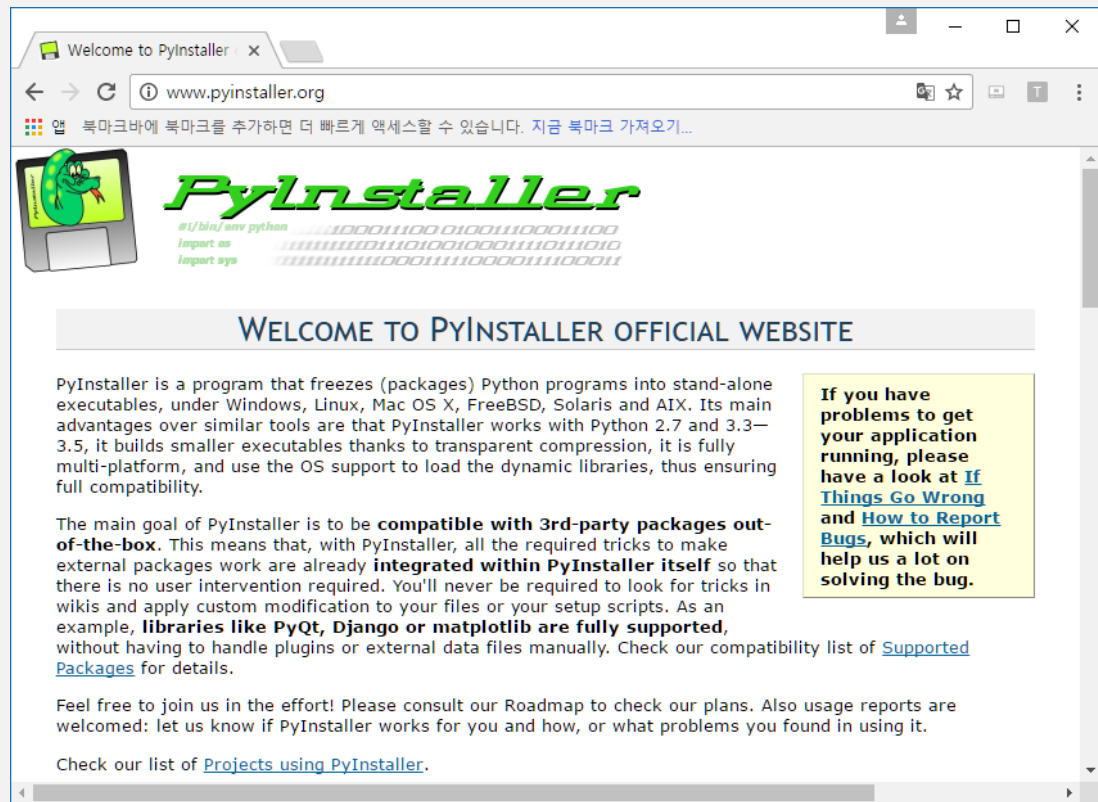 Welcome to PyInstaller
www.pyinstaller.org
앱 북마크바에 북마크를 추가하면 더 빠르게 액세스할 수 있습니다. 지금 북마크 가져오기...
PyInstaller
#!/bin/env python
import os
import sys
WELCOME TO PYINSTALLER OFFICIAL WEBSITE
PyInstaller is a program that freezes (packages) Python programs into stand-alone
executables, under Windows, Linux, Mac OS X, FreeBSD, Solaris and AIX. Its main
advantages over similar tools are that PyInstaller works with Python 2.7 and 3.3—
3.5, it builds smaller executables thanks to transparent compression, it is fully
multi-platform, and use the OS support to load the dynamic libraries, thus ensuring
full compatibility.
If you have
problems to get
your application
running, please
have a look at If
Things Go Wrong
and How to Report
Bugs, which will
help us a lot on
solving the bug.
The main goal of PyInstaller is to be compatible with 3rd-party packages out-
of-the-box. This means that, with PyInstaller, all the required tricks to make
external packages work are already integrated within PyInstaller itself so that
there is no user intervention required. You'll never be required to look for tricks in
wikis and apply custom modification to your files or your setup scripts. As an
example, libraries like PyQt, Django or matplotlib are fully supported,
without having to handle plugins or external data files manually. Check our compatibility list of Supported
Packages for details.
Feel free to join us in the effort! Please consult our Roadmap to check our plans. Also usage reports are
welcomed: let us know if PyInstaller works for you and how, or what problems you found in using it.
Check our list of Projects using PyInstaller.